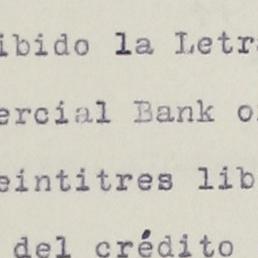 ibido la Letra
ercial Bank o
eintitres lib
del crédito